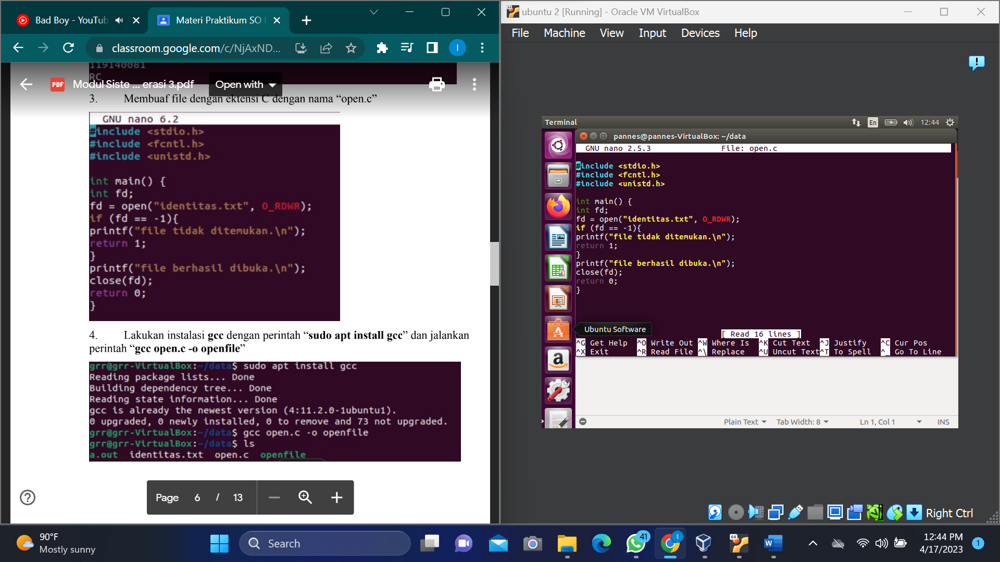 Bad Boy - YouTub
Materi Praktikum SO
classroom.google.com/c/NjAxND...
I
119140081
RC
PDF
Modul Siste ... erasi 3.pdf
Open with
3. Membuaf file dengan ektensi C dengan nama “open.c”
GNU nano 6.2
#include <stdio.h>
#include <fcntl.h>
#include <unistd.h>
int main() {
int fd;
fd = open("identitas.txt", O_RDWR);
if (fd == -1){
printf("file tidak ditemukan.\n");
return 1;
}
printf("file berhasil dibuka.\n");
close(fd);
return 0;
}
4. Lakukan instalasi gcc dengan perintah “sudo apt install gcc” dan jalankan
perintah “gcc open.c -o openfile”
grr@grr-VirtualBox:~/data$ sudo apt install gcc
Reading package lists... Done
Building dependency tree... Done
Reading state information... Done
gcc is already the newest version (4:11.2.0-1ubuntu1).
0 upgraded, 0 newly installed, 0 to remove and 73 not upgraded.
grr@grr-VirtualBox:~/data$ gcc open.c -o openfile
grr@grr-VirtualBox:~/data$ ls
a.out identitas.txt open.c openfile
Page 6 / 13
ubuntu 2 [Running] - Oracle VM VirtualBox
File Machine View Input Devices Help
Terminal
En
12:44
pannes@pannes-VirtualBox: ~/data
GNU nano 2.5.3 File: open.c
#include <stdio.h>
#include <fcntl.h>
#include <unistd.h>
int main() {
int fd;
fd = open("identitas.txt", O_RDWR);
if (fd == -1){
printf("file tidak ditemukan.\n");
return 1;
}
printf("file berhasil dibuka.\n");
close(fd);
return 0;
}
Ubuntu Software
[ Read 16 lines ]
^G Get Help ^O Write Out ^W Where Is ^K Cut Text ^J Justify ^C Cur Pos
^X Exit ^R Read File ^\ Replace ^U Uncut Text ^T To Spell ^_ Go To Line
Plain Text Tab Width: 8 Ln 1, Col 1 INS
Right Ctrl
90°F
Mostly sunny
Search
41
64
W
12:44 PM
4/17/2023
1